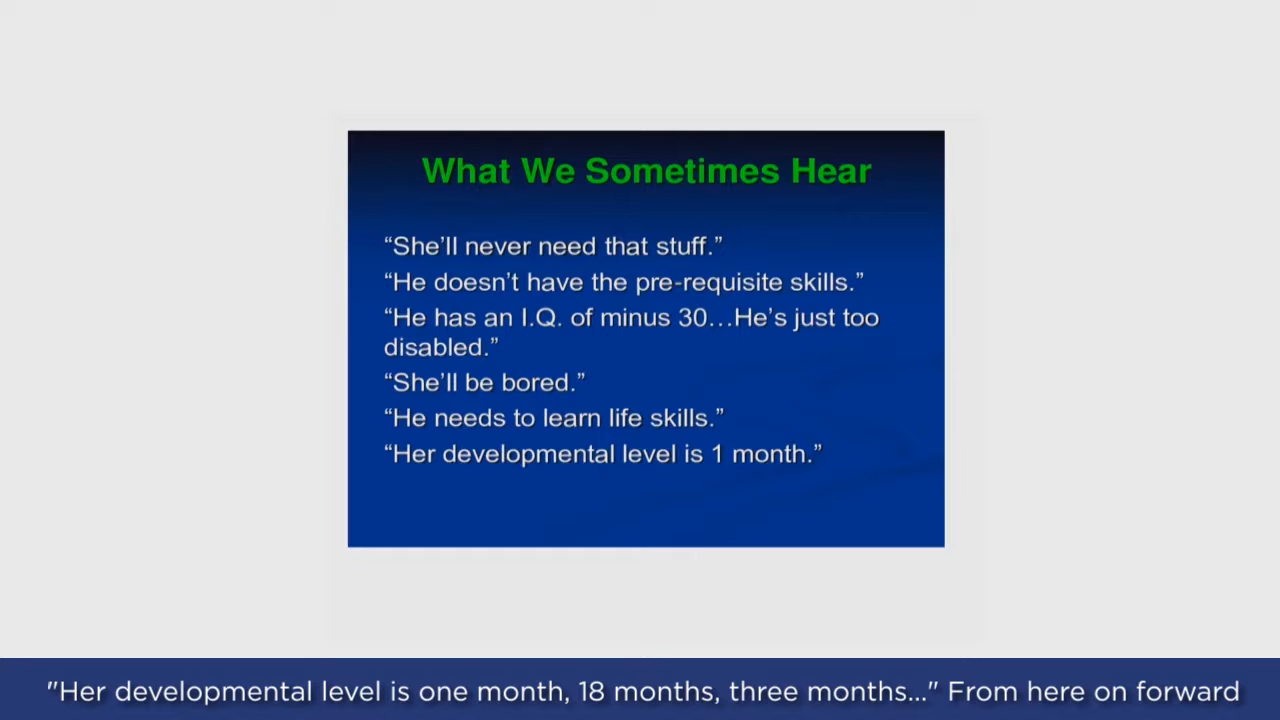 What We Sometimes Hear
“She’ll never need that stuff.”
“He doesn’t have the pre-requisite skills.”
“He has an I.Q. of minus 30…He’s just too
disabled.”
“She’ll be bored.”
“He needs to learn life skills.”
“Her developmental level is 1 month.”
"Her developmental level is one month, 18 months, three months..." From here on forward